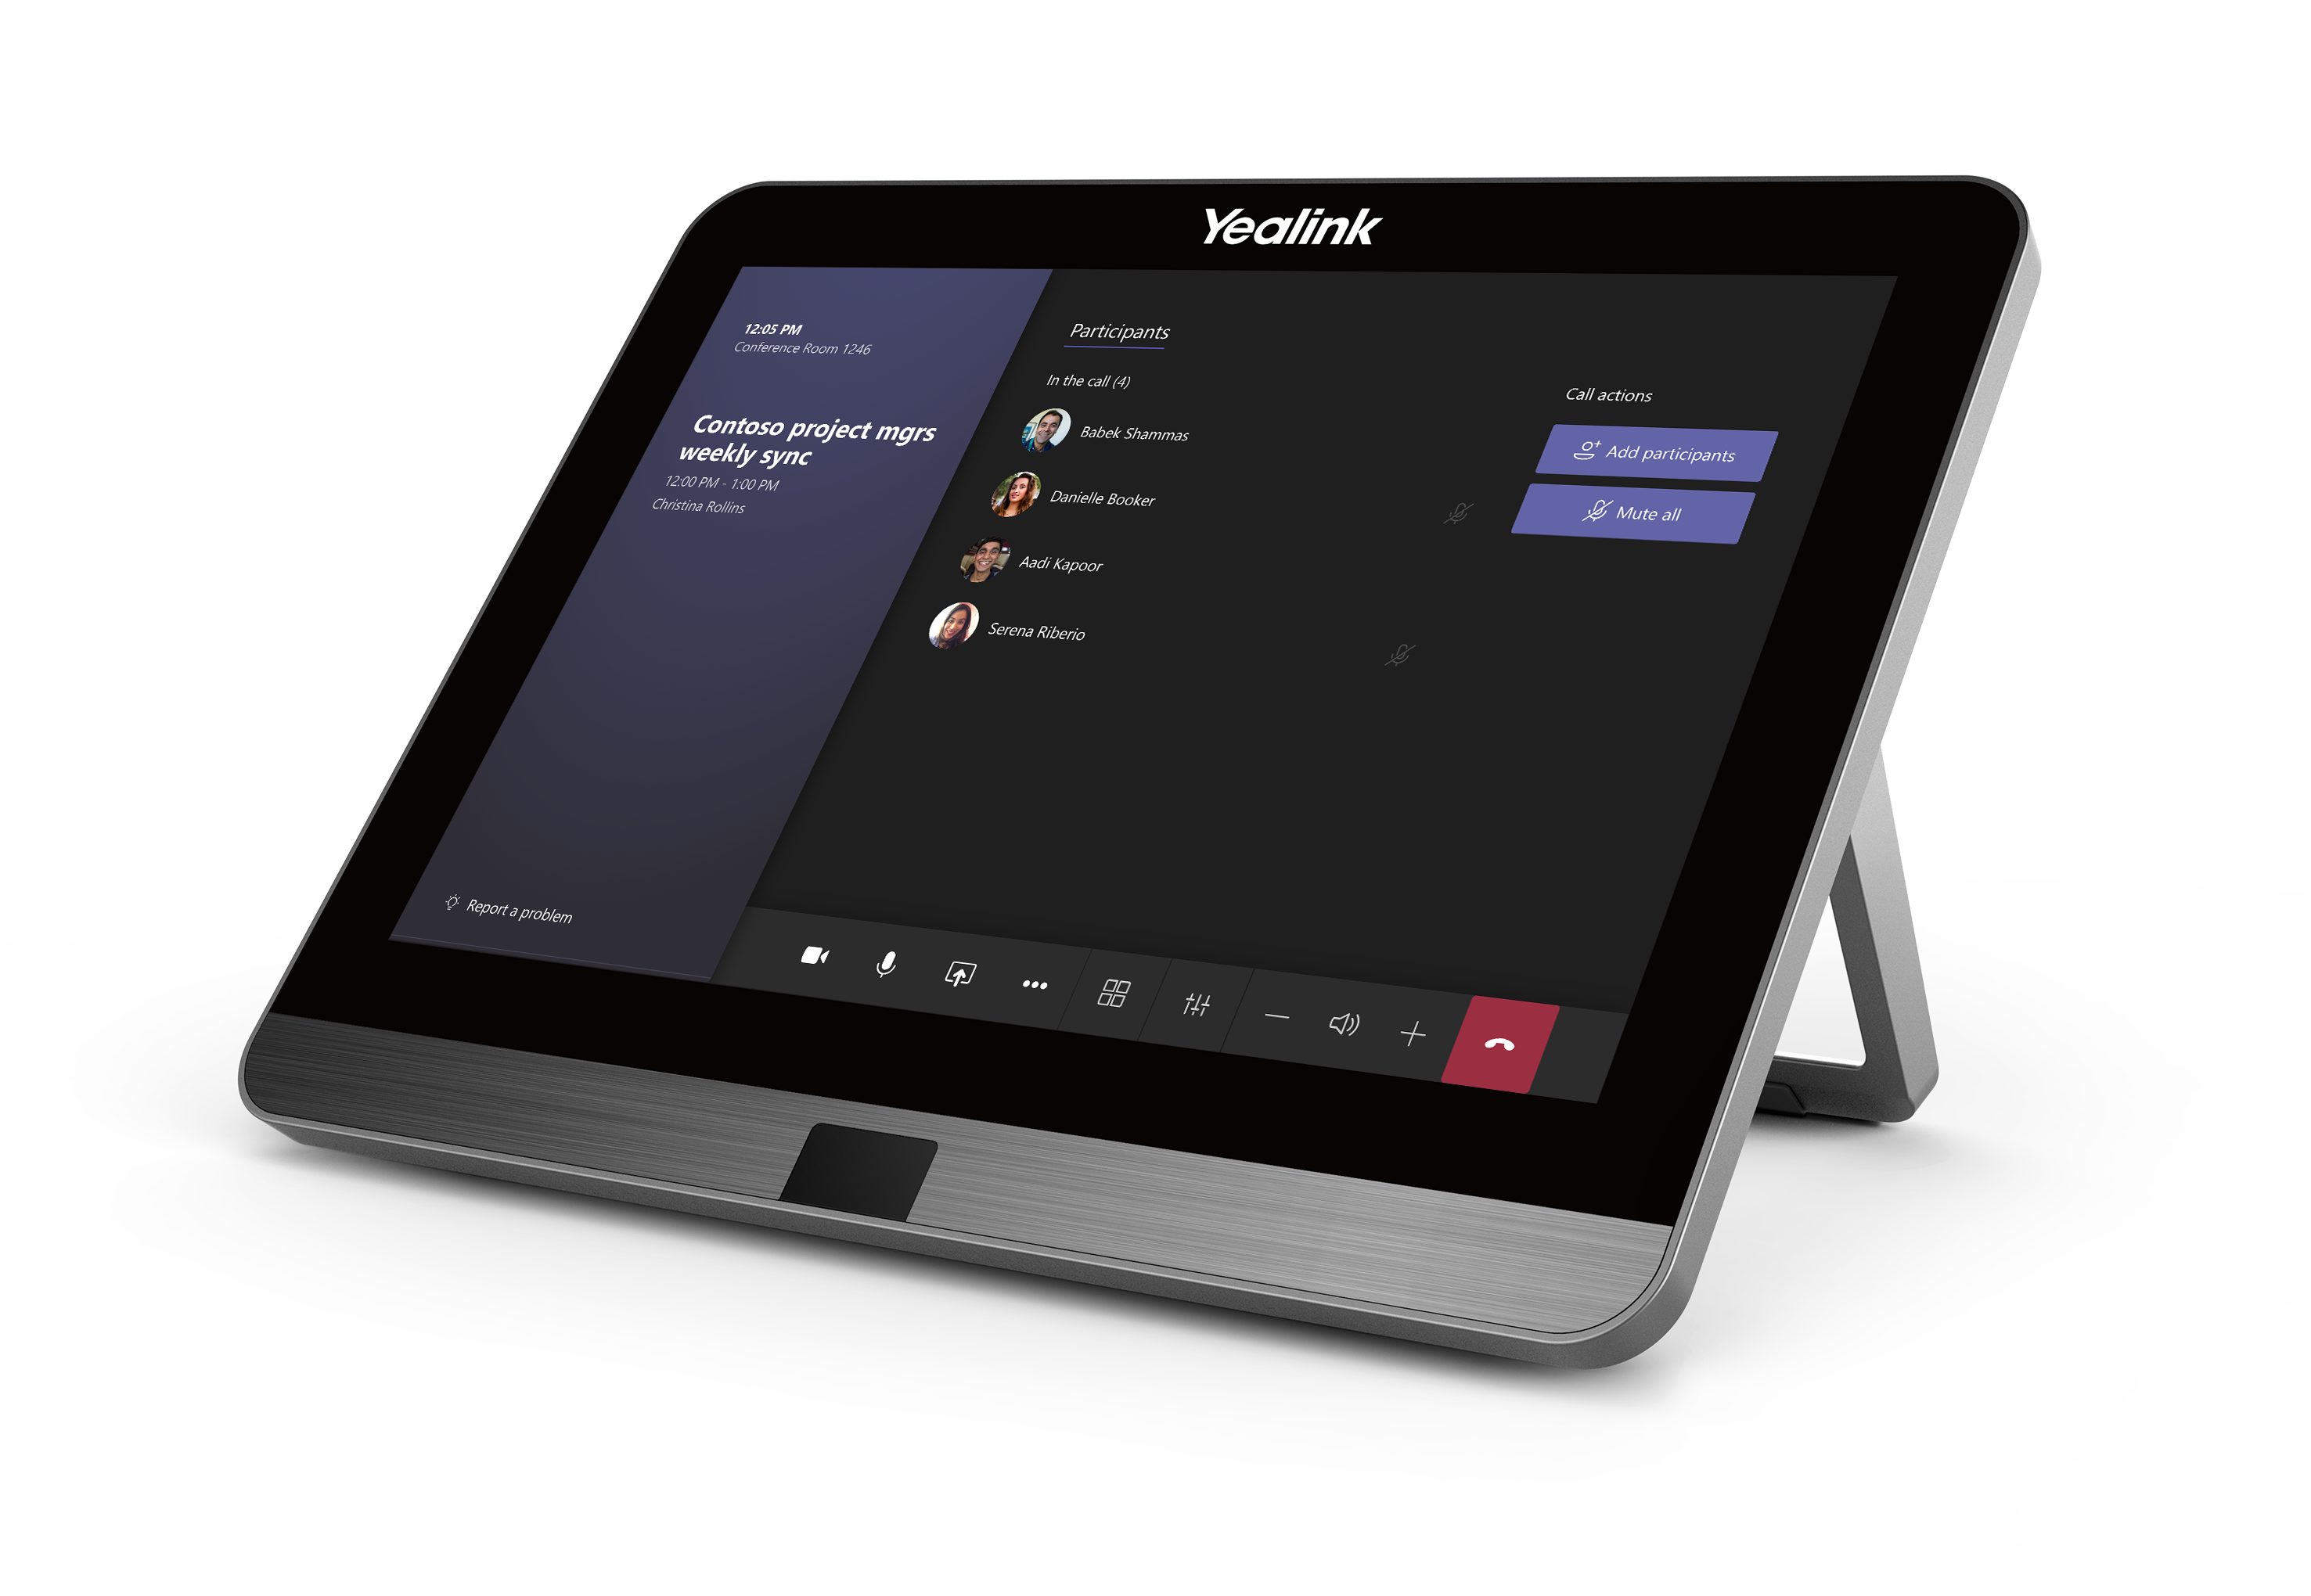 Yealink
12:05 PM
Conference Room 1246
Contoso project mgrs
weekly sync
12:00 PM - 1:00 PM
Christina Rollins
Report a problem
Participants
In the call (4)
Babek Shammas
Danielle Booker
Aadi Kapoor
Serena Riberio
Call actions
Add participants
Mute all